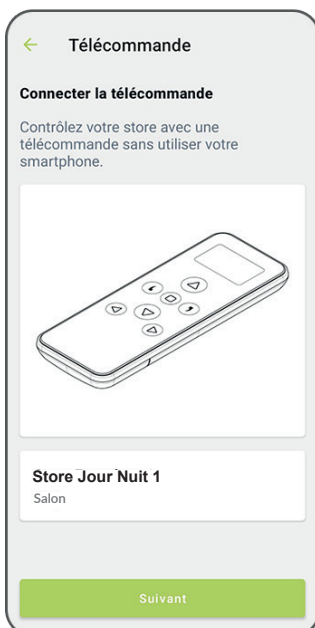 Télécommande
Connecter la télécommande
Contrôlez votre store avec une
télécommande sans utiliser votre
smartphone.
Store Jour Nuit 1
Salon
Suivant